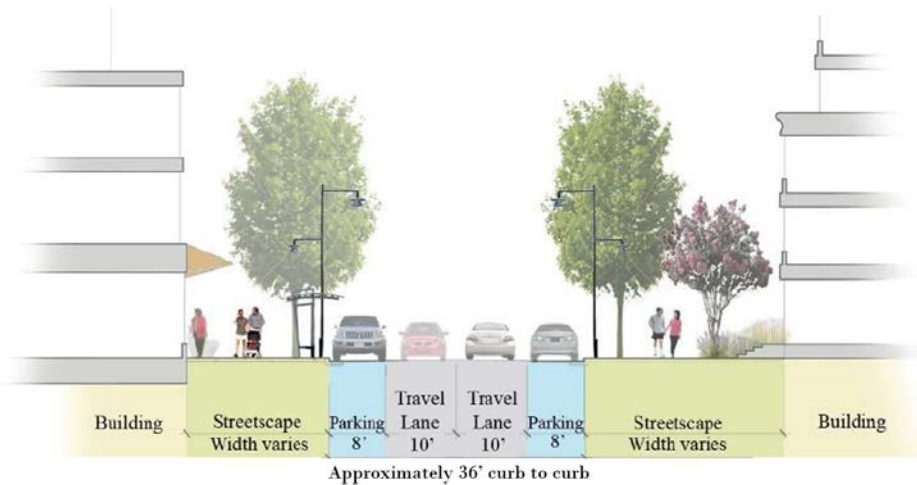 Building
Streetscape
Width varies
Parking
8'
Travel
Lane
10'
Travel
Lane
10'
Parking
8'
Streetscape
Width varies
Building
Approximately 36' curb to curb